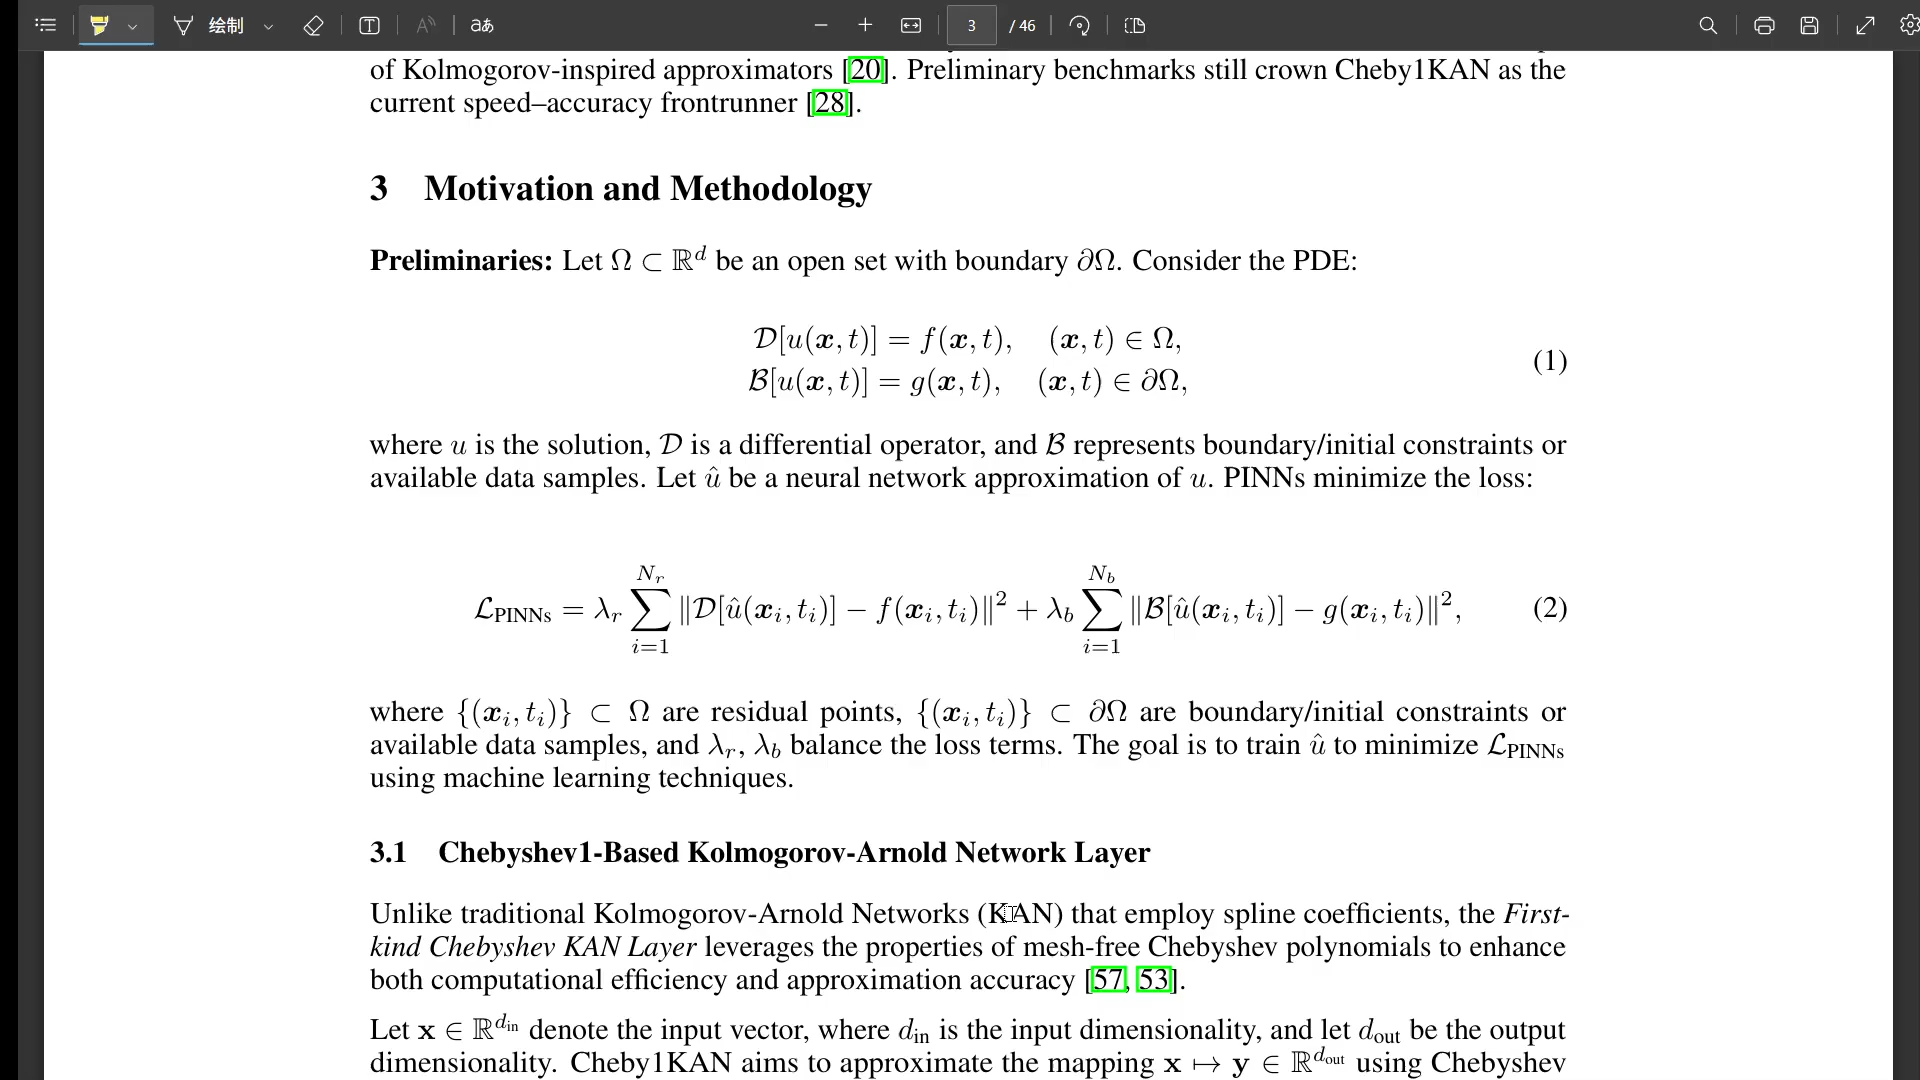 绘制
aあ
3 / 46
of Kolmogorov-inspired approximators [20]. Preliminary benchmarks still crown Cheby1KAN as the
current speed–accuracy frontrunner [28].
3 Motivation and Methodology
Preliminaries: Let Ω ⊂ ℝ^d be an open set with boundary ∂Ω. Consider the PDE:
𝒟[u(𝒙, t)] = f(𝒙, t), (𝒙, t) ∈ Ω,
ℬ[u(𝒙, t)] = g(𝒙, t), (𝒙, t) ∈ ∂Ω,
(1)
where u is the solution, 𝒟 is a differential operator, and ℬ represents boundary/initial constraints or
available data samples. Let û be a neural network approximation of u. PINNs minimize the loss:
ℒ_PINNs = λ_r ∑_{i=1}^{N_r} ‖𝒟[û(𝒙_i, t_i)] − f(𝒙_i, t_i)‖² + λ_b ∑_{i=1}^{N_b} ‖ℬ[û(𝒙_i, t_i)] − g(𝒙_i, t_i)‖², (2)
where {(𝒙_i, t_i)} ⊂ Ω are residual points, {(𝒙_i, t_i)} ⊂ ∂Ω are boundary/initial constraints or
available data samples, and λ_r, λ_b balance the loss terms. The goal is to train û to minimize ℒ_PINNs
using machine learning techniques.
3.1 Chebyshev1-Based Kolmogorov-Arnold Network Layer
Unlike traditional Kolmogorov-Arnold Networks (KAN) that employ spline coefficients, the First-
kind Chebyshev KAN Layer leverages the properties of mesh-free Chebyshev polynomials to enhance
both computational efficiency and approximation accuracy [57, 53].
Let 𝐱 ∈ ℝ^{d_in} denote the input vector, where d_in is the input dimensionality, and let d_out be the output
dimensionality. Cheby1KAN aims to approximate the mapping 𝐱 ↦ 𝐲 ∈ ℝ^{d_out} using Chebyshev